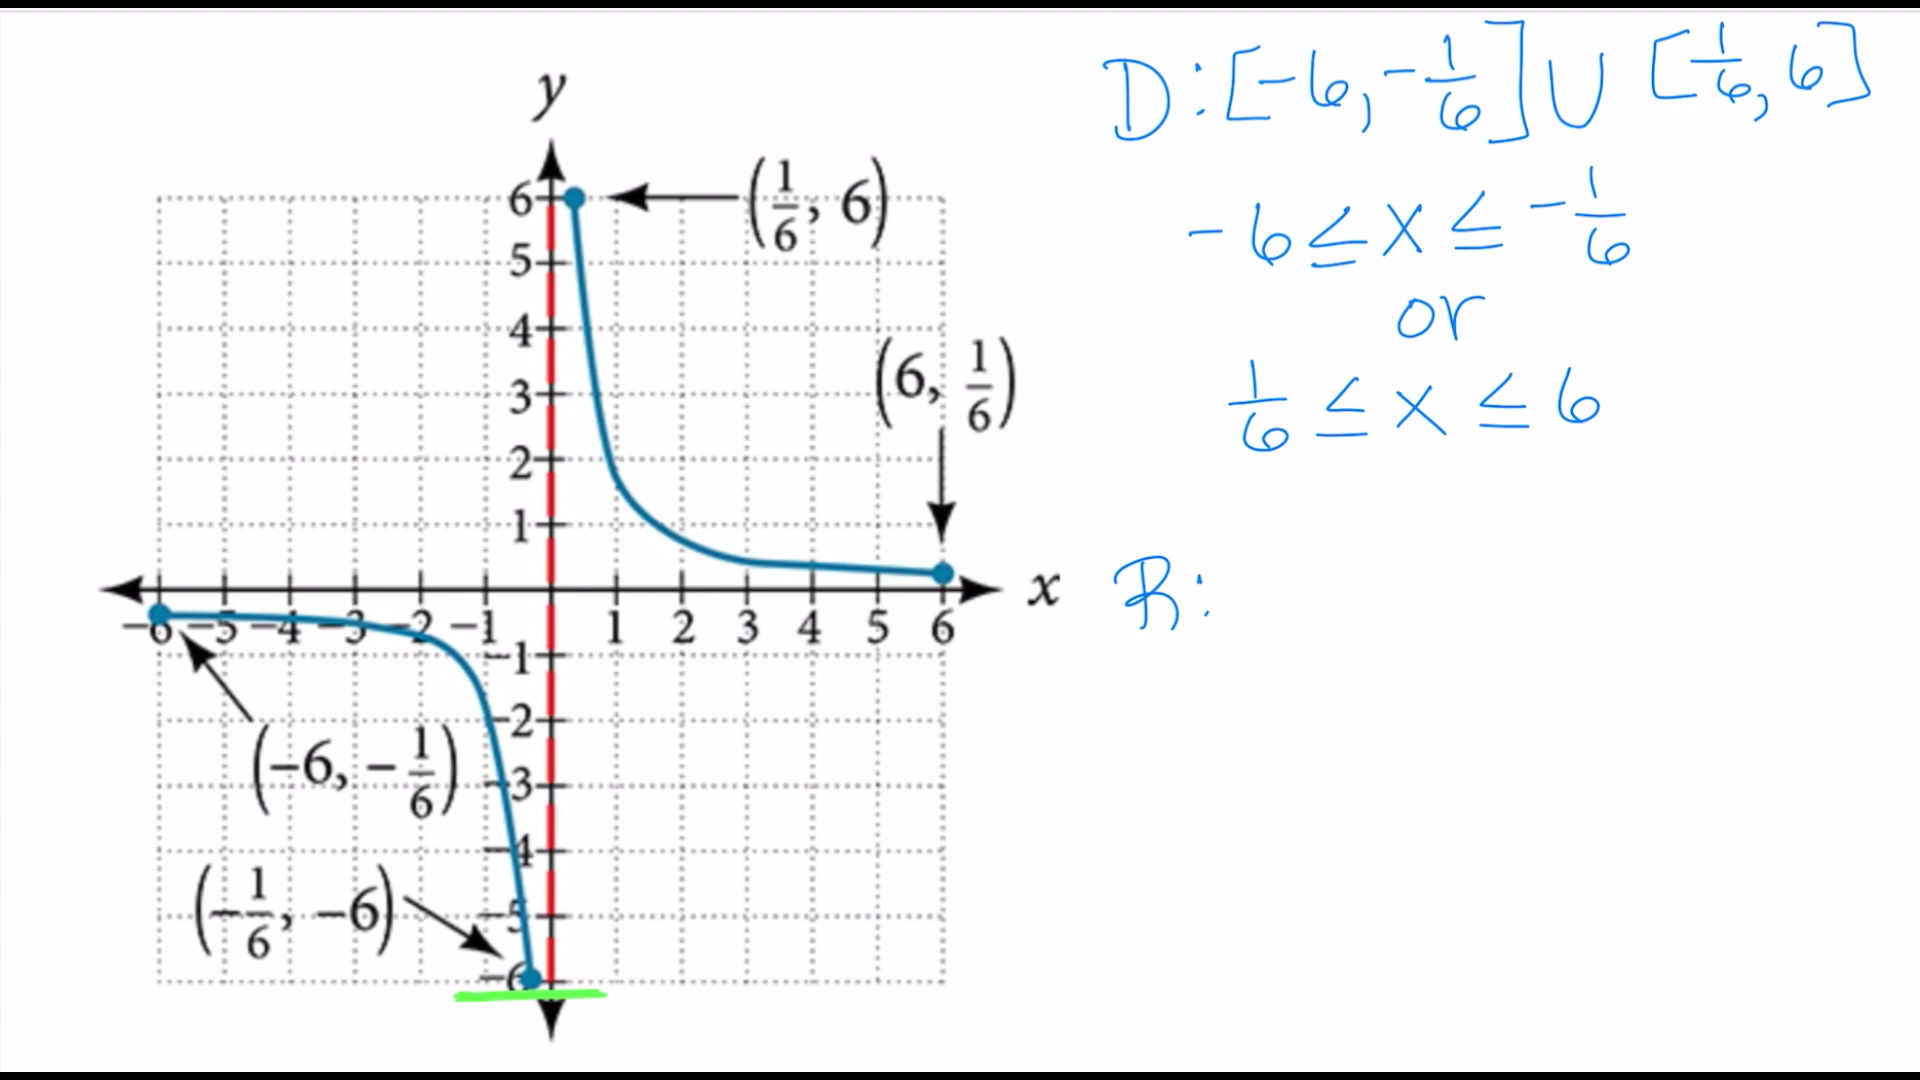 y
D: [-6, -1/6] U [1/6, 6]
(1/6, 6)
-6 ≤ x ≤ -1/6
or
1/6 ≤ x ≤ 6
(6, 1/6)
6
5
4
3
2
1
x
R:
−6 −5 −4 −3 −2 −1 1 2 3 4 5 6
−1
−2
−3
−4
−5
−6
(−6, −1/6)
(−1/6, −6)